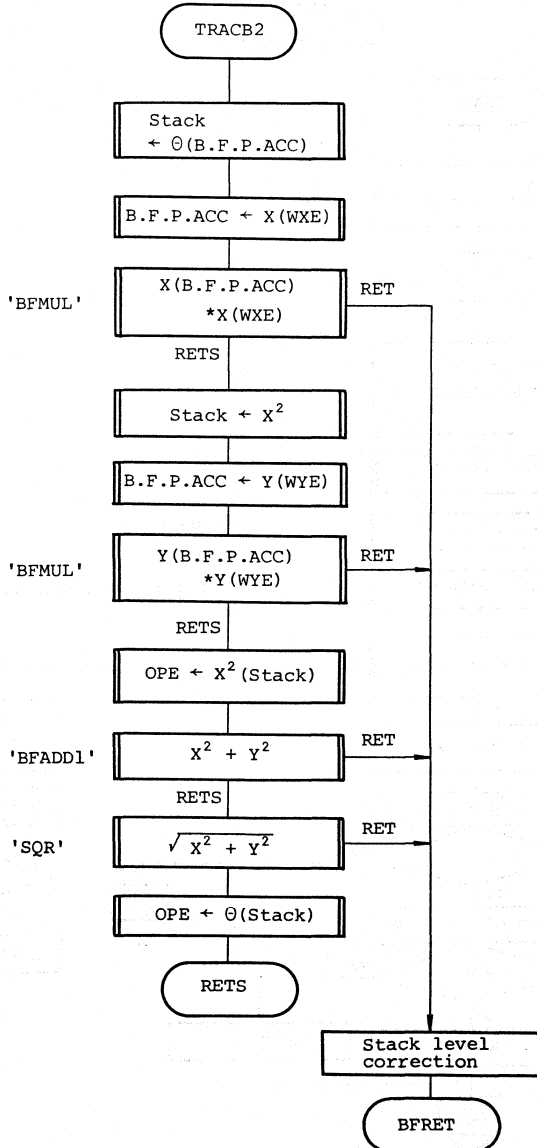 TRACB2
Stack
← Θ(B.F.P.ACC)
B.F.P.ACC ← X(WXE)
'BFMUL'
X(B.F.P.ACC)
*X(WXE)
RET
RETS
Stack ← X²
B.F.P.ACC ← Y(WYE)
'BFMUL'
Y(B.F.P.ACC)
*Y(WYE)
RET
RETS
OPE ← X²(Stack)
'BFADD1'
X² + Y²
RET
RETS
'SQR'
√X² + Y²
RET
OPE ← Θ(Stack)
RETS
Stack level
correction
BFRET